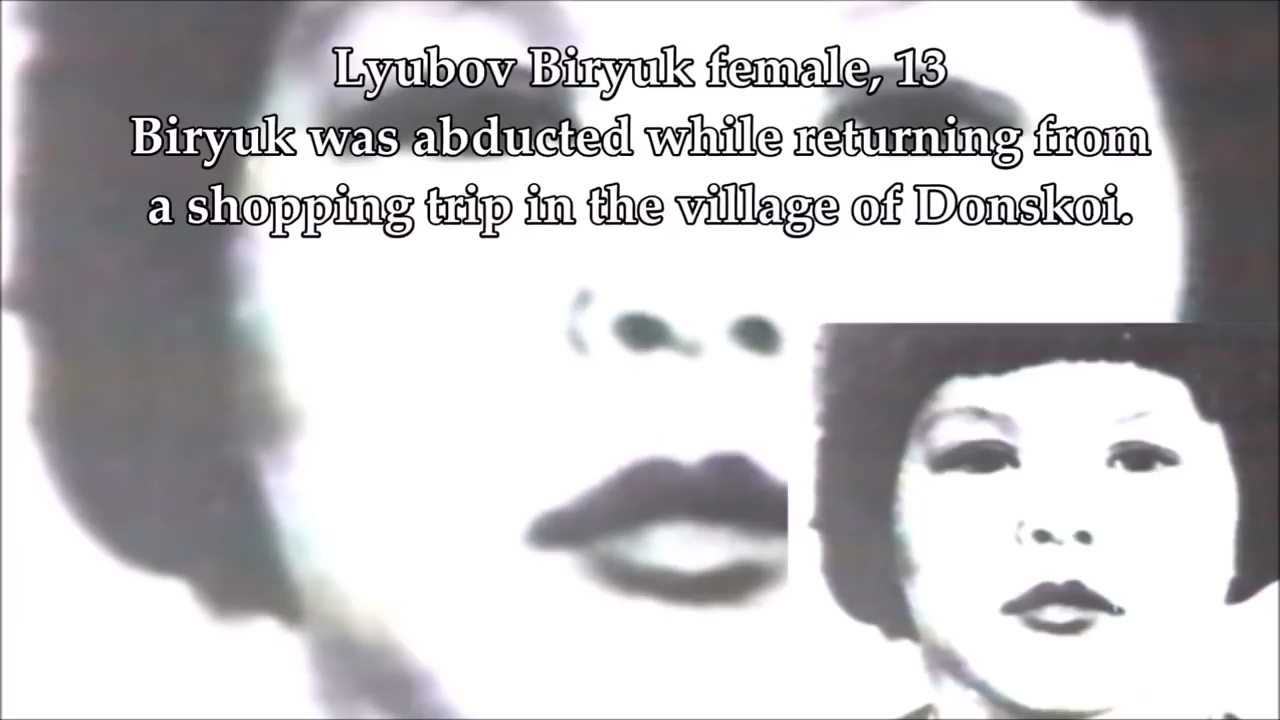 Lyubov Biryuk female, 13
Biryuk was abducted while returning from
a shopping trip in the village of Donskoi.